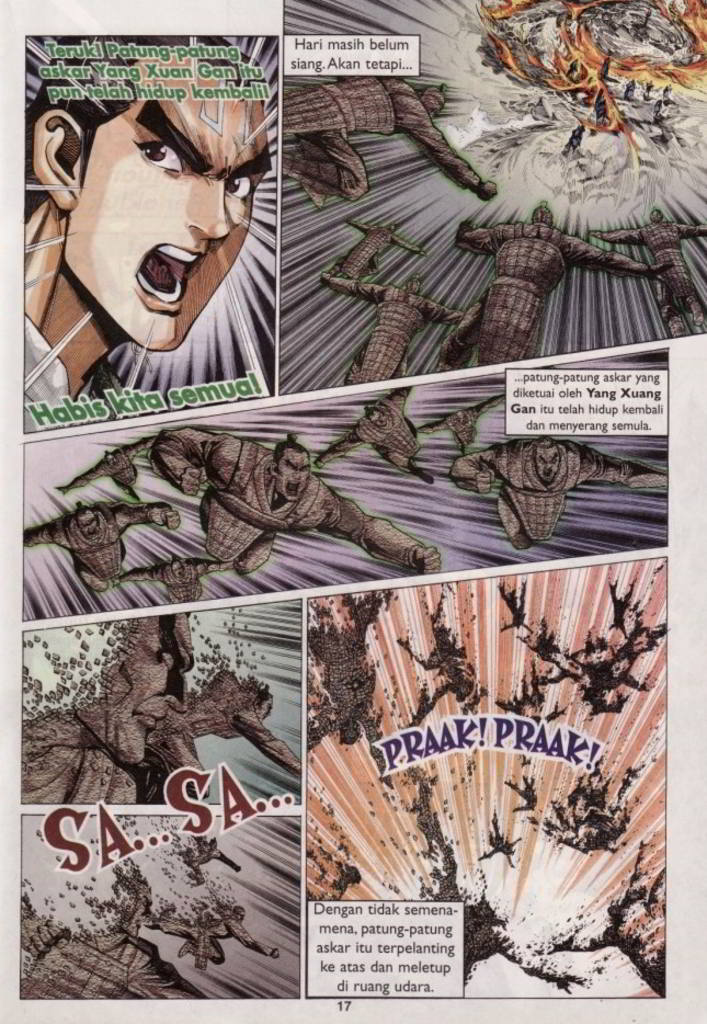 Teruk! Patung-patung
askar Yang Xuan Gan itu
pun telah hidup kembali!
Habis kita semua!
Hari masih belum
siang. Akan tetapi...
...patung-patung askar yang
diketuai oleh Yang Xuang
Gan itu telah hidup kembali
dan menyerang semula.
SA...SA...
PRAAK! PRAAK!
Dengan tidak semena-
mena, patung-patung
askar itu terpelanting
ke atas dan meletup
di ruang udara.
17